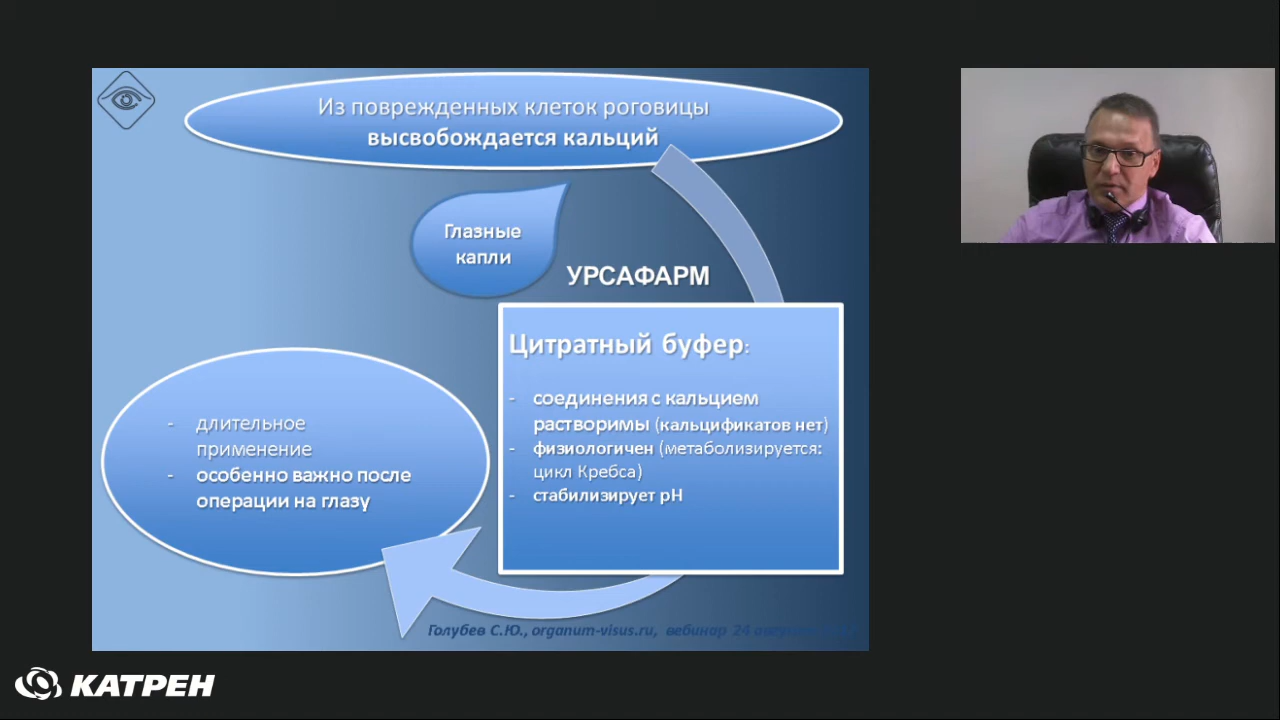 Из поврежденных клеток роговицы
высвобождается кальций
Глазные
капли
УРСАФАРМ
Цитратный буфер:
- соединения с кальцием
растворимы (кальцификатов нет)
- физиологичен (метаболизируется:
цикл Кребса)
- стабилизирует pH
- длительное
применение
- особенно важно после
операции на глазу
Голубев С.Ю., organum-visus.ru, вебинар 24
КАТРЕН